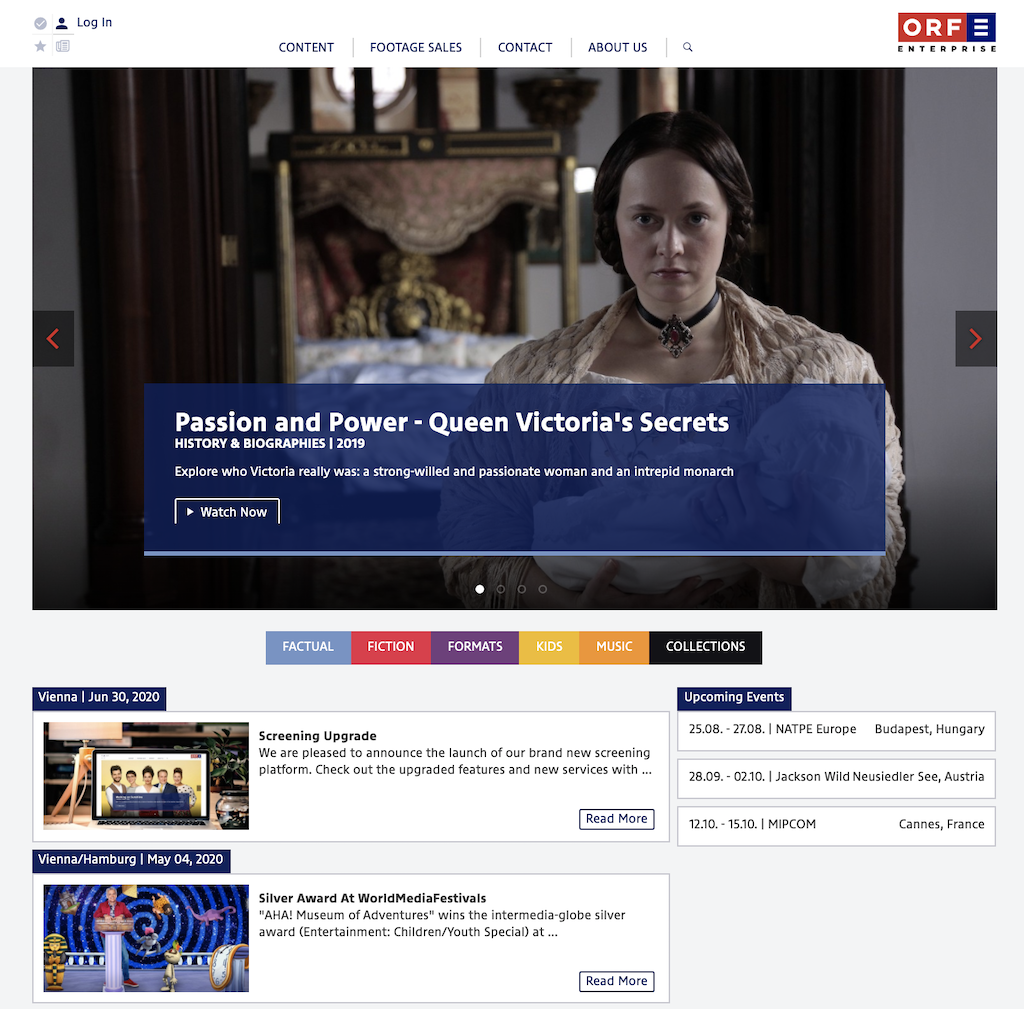 Log In
CONTENT
FOOTAGE SALES
CONTACT
ABOUT US
ORF E
ENTERPRISE
Passion and Power - Queen Victoria's Secrets
HISTORY & BIOGRAPHIES | 2019
Explore who Victoria really was: a strong-willed and passionate woman and an intrepid monarch
Watch Now
FACTUAL
FICTION
FORMATS
KIDS
MUSIC
COLLECTIONS
Vienna | Jun 30, 2020
Screening Upgrade
We are pleased to announce the launch of our brand new screening
platform. Check out the upgraded features and new services with ...
Read More
Vienna/Hamburg | May 04, 2020
Silver Award At WorldMediaFestivals
"AHA! Museum of Adventures" wins the intermedia-globe silver
award (Entertainment: Children/Youth Special) at ...
Read More
Upcoming Events
25.08. - 27.08. | NATPE Europe Budapest, Hungary
28.09. - 02.10. | Jackson Wild Neusiedler See, Austria
12.10. - 15.10. | MIPCOM Cannes, France